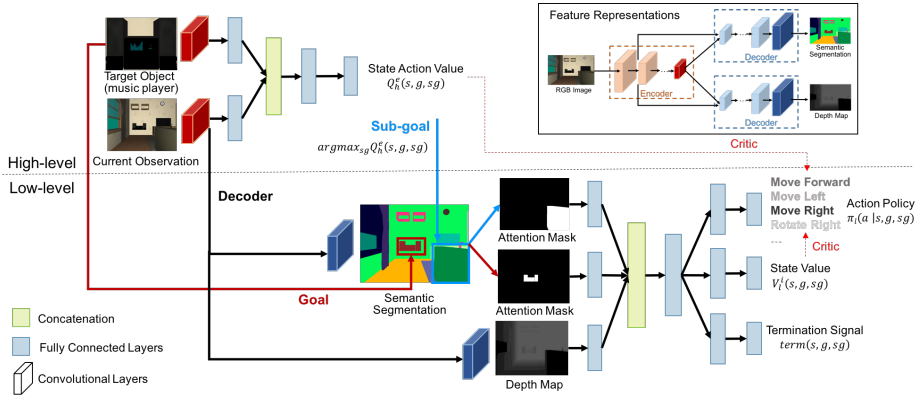 Feature Representations
RGB Image
Encoder
Decoder
Semantic
Segmentation
Decoder
Depth Map
Target Object
(music player)
Current Observation
State Action Value
Q_h^e(s, g, sg)
Sub-goal
argmax_{sg}Q_h^e(s, g, sg)
Critic
High-level
Low-level
Decoder
Goal
Semantic
Segmentation
Attention Mask
Attention Mask
Depth Map
Move Forward
Move Left
Move Right
Rotate Right
...
Action Policy
π_l(a |s, g, sg)
Critic
State Value
V_l^i(s, g, sg)
Termination Signal
term(s, g, sg)
Concatenation
Fully Connected Layers
Convolutional Layers